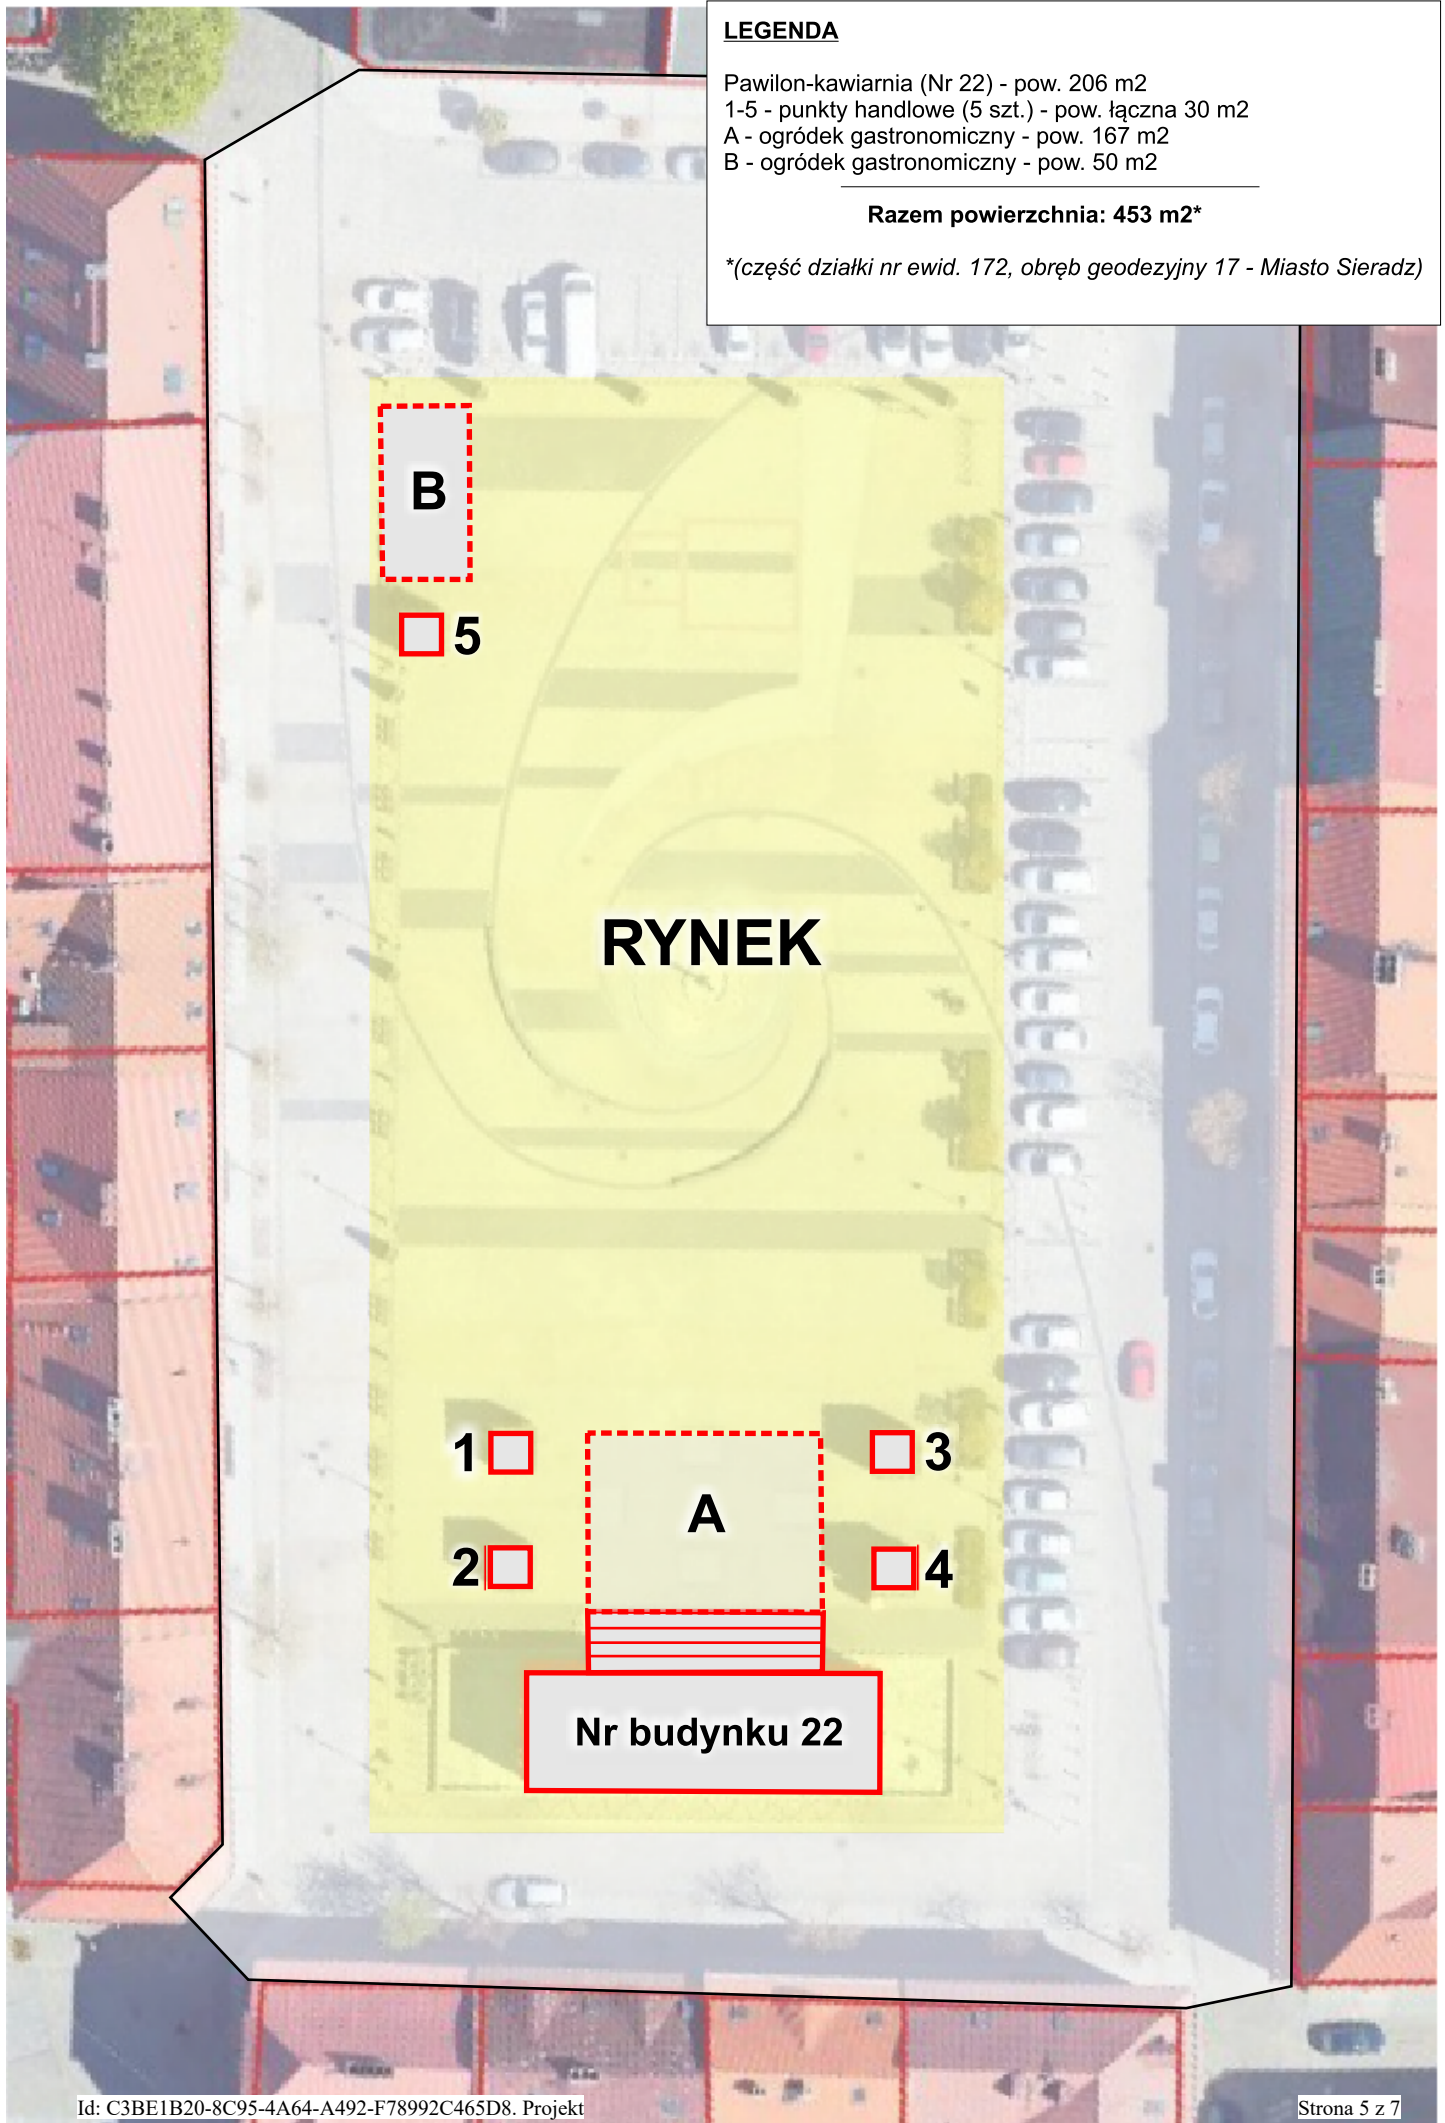 LEGENDA
Pawilon-kawiarnia (Nr 22) - pow. 206 m2
1-5 - punkty handlowe (5 szt.) - pow. łączna 30 m2
A - ogródek gastronomiczny - pow. 167 m2
B - ogródek gastronomiczny - pow. 50 m2
Razem powierzchnia: 453 m2*
*(część działki nr ewid. 172, obręb geodezyjny 17 - Miasto Sieradz)
B
5
RYNEK
1
3
A
2
4
Nr budynku 22
Id: C3BE1B20-8C95-4A64-A492-F78992C465D8. Projekt
Strona 5 z 7